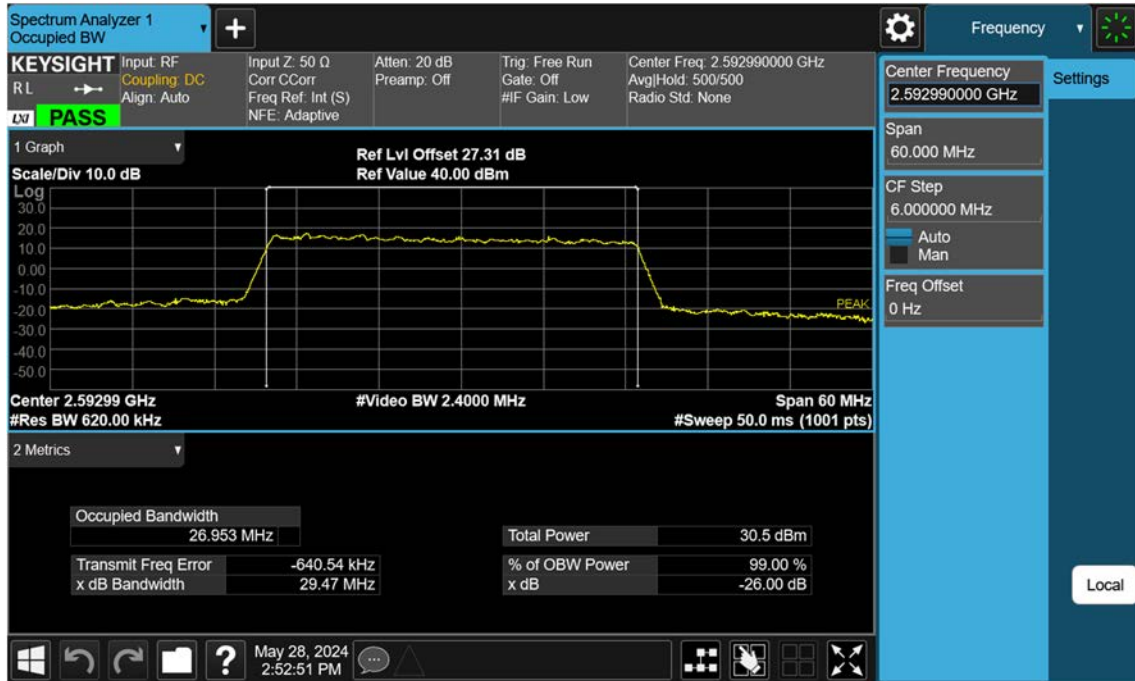 Spectrum Analyzer 1
Occupied BW
+
Frequency
KEYSIGHT
R L
LXI PASS
Input: RF
Coupling: DC
Align: Auto
Input Z: 50 Ω
Corr CCorr
Freq Ref: Int (S)
NFE: Adaptive
Atten: 20 dB
Preamp: Off
Trig: Free Run
Gate: Off
#IF Gain: Low
Center Freq: 2.592990000 GHz
Avg|Hold: 500/500
Radio Std: None
Center Frequency
2.592990000 GHz
Settings
Span
60.000 MHz
CF Step
6.000000 MHz
Auto
Man
Freq Offset
0 Hz
Local
1 Graph
Scale/Div 10.0 dB
Ref Lvl Offset 27.31 dB
Ref Value 40.00 dBm
Log
30.0
20.0
10.0
0.00
-10.0
-20.0
-30.0
-40.0
-50.0
PEAK
Center 2.59299 GHz
#Video BW 2.4000 MHz
Span 60 MHz
#Res BW 620.00 kHz
#Sweep 50.0 ms (1001 pts)
2 Metrics
Occupied Bandwidth
26.953 MHz
Total Power 30.5 dBm
Transmit Freq Error -640.54 kHz
% of OBW Power 99.00 %
x dB Bandwidth 29.47 MHz
x dB -26.00 dB
?
May 28, 2024
2:52:51 PM